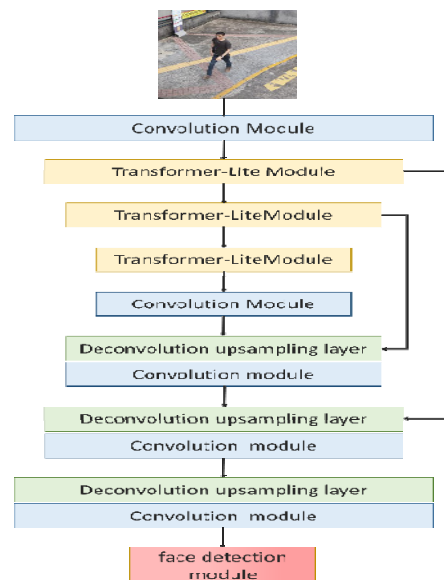 Convolution Module
Transformer-Lite Module
Transformer-LiteModule
Transformer-LiteModule
Convolution Module
Deconvolution upsampling layer
Convolution module
Deconvolution upsampling layer
Convolution module
Deconvolution upsampling layer
Convolution module
face detection
module